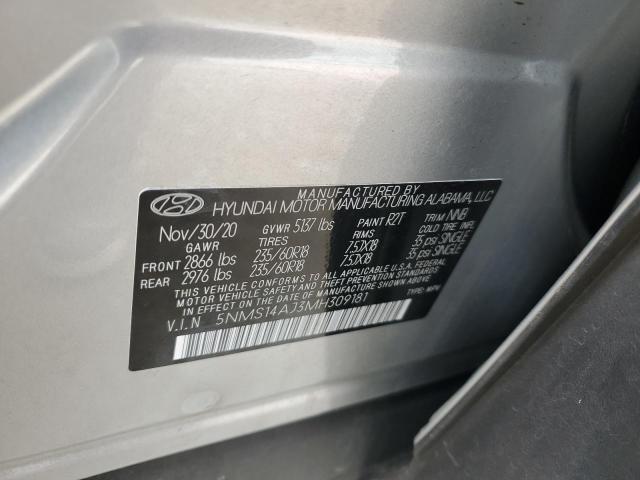 MANUFACTURED BY
HYUNDAI MOTOR MANUFACTURING ALABAMA, LLC
Nov/30/20 GVWR 5137 lbs PAINT R2T TRIM NNB
GAWR TIRES RIMS COLD TIRE INFL.
FRONT 2866 lbs 235/60R18 7.5JX18 35 PSI SINGLE
REAR 2976 lbs 235/60R18 7.5JX18 35 PSI SINGLE
THIS VEHICLE CONFORMS TO ALL APPLICABLE U.S.A. FEDERAL
MOTOR VEHICLE SAFETY, BUMPER, AND THEFT PREVENTION STANDARDS
IN EFFECT ON THE DATE OF MANUFACTURE SHOWN ABOVE.
V.I.N 5NMS14AJ3MH309181 TYPE: MPV